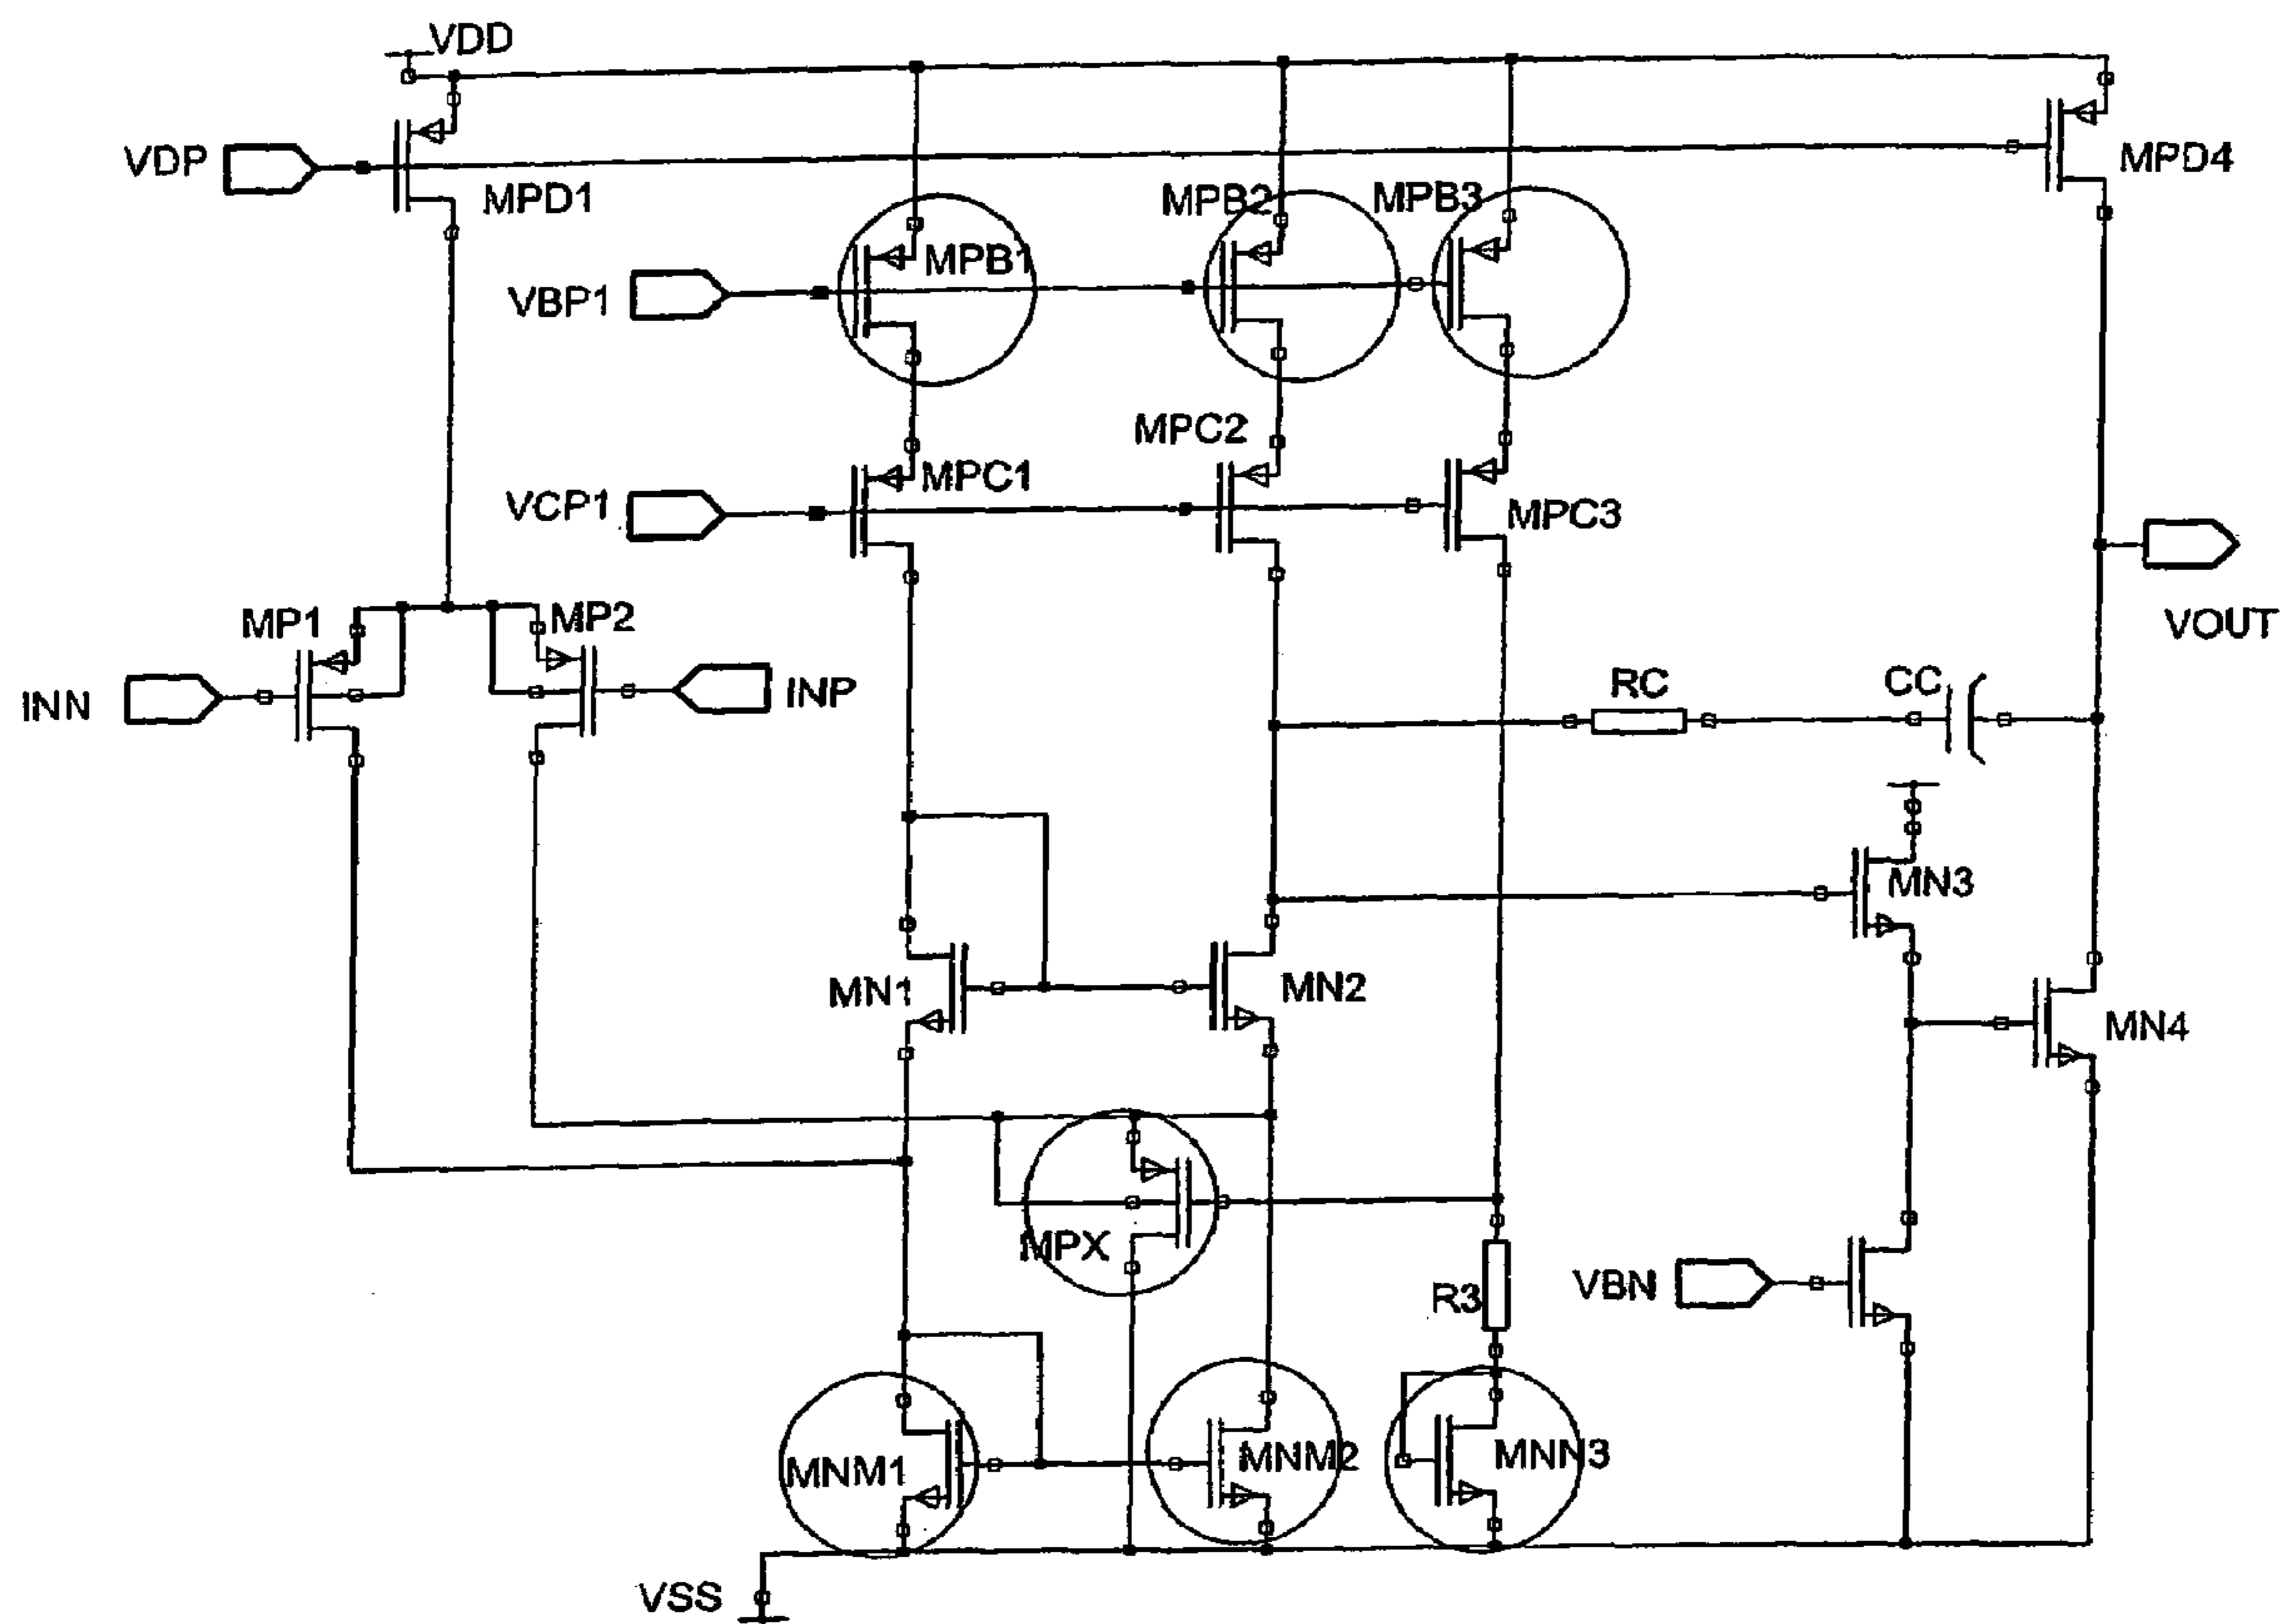 VDD
VDP
MPD1
MPD4
MPB1
MPB2
MPB3
VBP1
MPC1
MPC2
VCP1
MPC3
MP1
MP2
INN
INP
VOUT
RC
CC
MN3
MN1
MN2
MN4
MPX
R3
VBN
MNM1
MNM2
MNN3
VSS